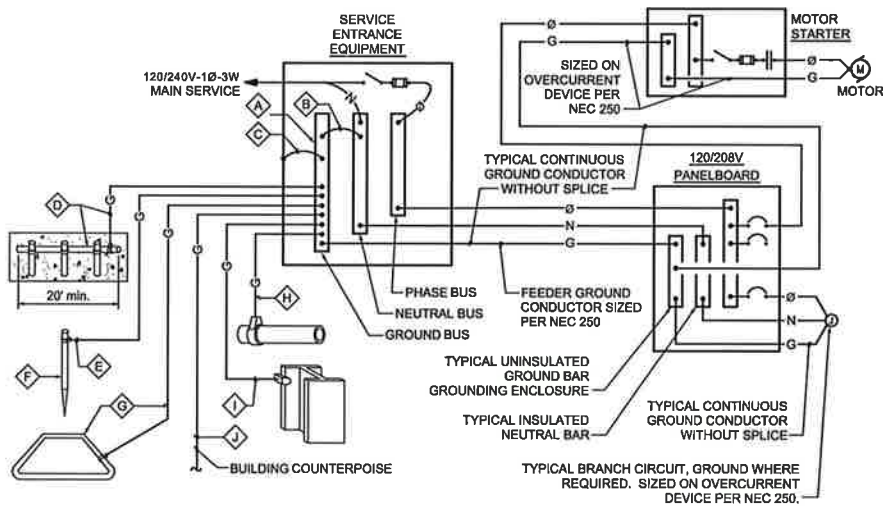 SERVICE
ENTRANCE
EQUIPMENT
120/240V-1Ø-3W
MAIN SERVICE
N
Ø
A
B
C
D
G
G
G
G
G
G
20' min.
E
F
G
H
I
J
BUILDING COUNTERPOISE
PHASE BUS
NEUTRAL BUS
GROUND BUS
Ø
G
SIZED ON
OVERCURRENT
DEVICE PER
NEC 250
MOTOR
STARTER
Ø
G
M
MOTOR
TYPICAL CONTINUOUS
GROUND CONDUCTOR
WITHOUT SPLICE
120/208V
PANELBOARD
Ø
N
G
FEEDER GROUND
CONDUCTOR SIZED
PER NEC 250
Ø
N
G
J
TYPICAL UNINSULATED
GROUND BAR
GROUNDING ENCLOSURE
TYPICAL INSULATED
NEUTRAL BAR
TYPICAL CONTINUOUS
GROUND CONDUCTOR
WITHOUT SPLICE
TYPICAL BRANCH CIRCUIT, GROUND WHERE
REQUIRED. SIZED ON OVERCURRENT
DEVICE PER NEC 250.